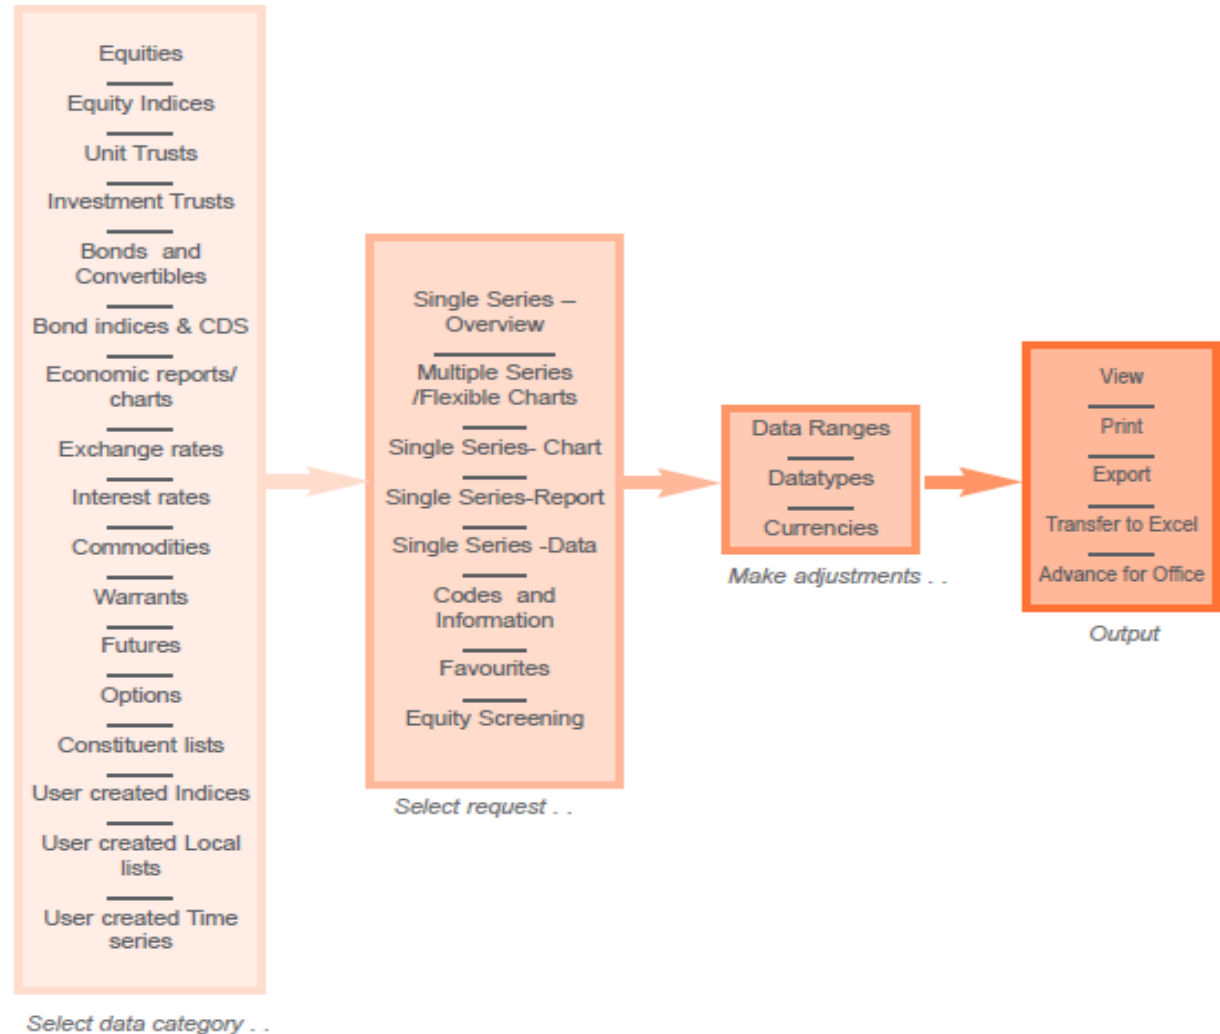 Equities
Equity Indices
Unit Trusts
Investment Trusts
Bonds and
Convertibles
Bond indices & CDS
Economic reports/
charts
Exchange rates
Interest rates
Commodities
Warrants
Futures
Options
Constituent lists
User created Indices
User created Local
lists
User created Time
series
Select data category . .
Single Series –
Overview
Multiple Series
/Flexible Charts
Single Series- Chart
Single Series-Report
Single Series -Data
Codes and
Information
Favourites
Equity Screening
Select request . .
Data Ranges
Datatypes
Currencies
Make adjustments . .
View
Print
Export
Transfer to Excel
Advance for Office
Output